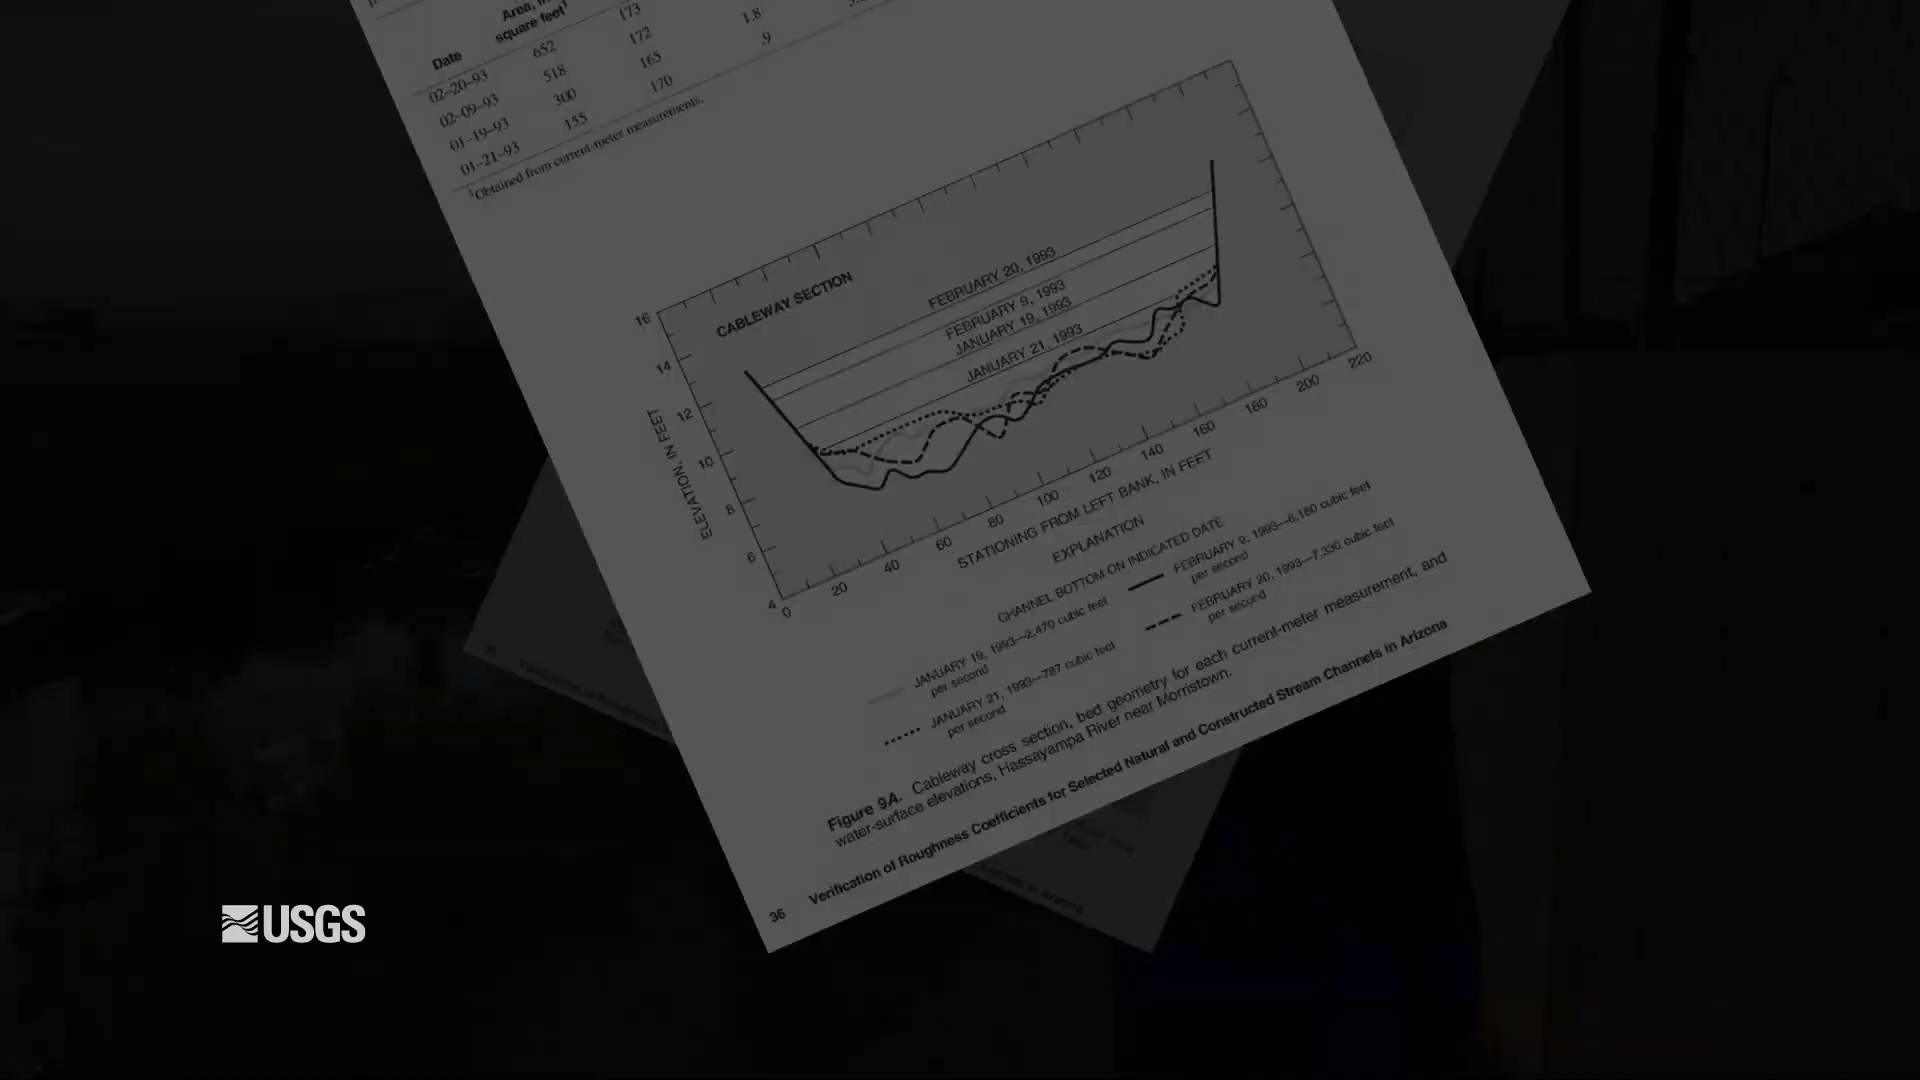 Area, in
square feet¹
Date
173
1.8
02–20–93 652 172 .9
02–09–93 518 165
01–19–93 300 170
01–21–93 155
¹Obtained from current-meter measurements.
CABLEWAY SECTION
FEBRUARY 20, 1993
FEBRUARY 9, 1993
JANUARY 19, 1993
JANUARY 21, 1993
ELEVATION, IN FEET
16
14
12
10
8
6
4
0 20 40 60 80 100 120 140 160 180 200 220
STATIONING FROM LEFT BANK, IN FEET
EXPLANATION
CHANNEL BOTTOM ON INDICATED DATE
JANUARY 19, 1993—2,470 cubic feet
per second
JANUARY 21, 1993—787 cubic feet
per second
FEBRUARY 9, 1993—6,180 cubic feet
per second
FEBRUARY 20, 1993—7,330 cubic feet
per second
Figure 9A. Cableway cross section, bed geometry for each current-meter measurement, and
water-surface elevations, Hassayampa River near Morristown.
36 Verification of Roughness Coefficients for Selected Natural and Constructed Stream Channels in Arizona
USGS